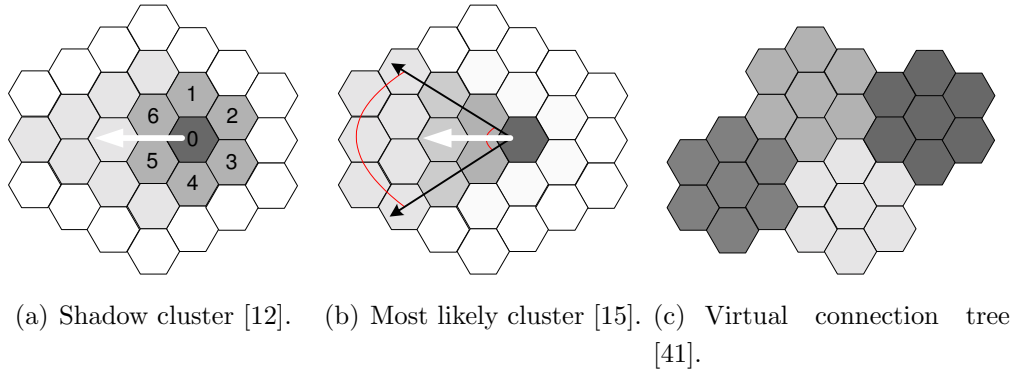 1
6
2
0
5
3
4
(a) Shadow cluster [12].
(b) Most likely cluster [15].
(c) Virtual connection tree
[41].